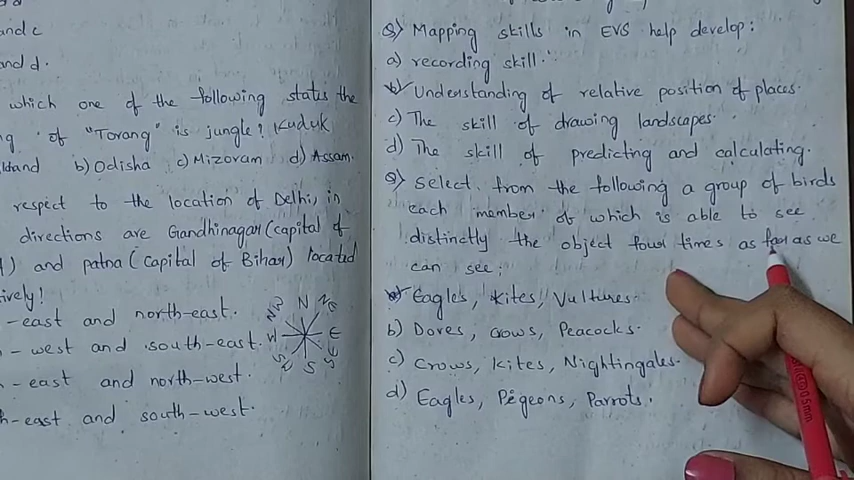 and c
and d.
which one of the following states the
of "Torang" is jungle? Kuduk
b) Odisha c) Mizoram d) Assam.
respect to the location of Delhi, in
directions are Gandhinagar (capital of
) and patna (Capital of Bihar) located
-east and north-east.
- west and south-east.
- east and north-west.
-east and south-west.
NW N NE
W E
SW S SE
Q) Mapping skills in EVS help develop:
a) recording skill.
b) Understanding of relative position of places.
c) The skill of drawing landscapes.
d) The skill of predicting and calculating.
Q) Select from the following a group of birds
each member of which is able to see
distinctly the object four times as far as we
can see:
a) Eagles, Kites, Vultures.
b) Doves, crows, Peacocks.
c) Crows, Kites, Nightingales.
d) Eagles, Pegeons, Parrots.